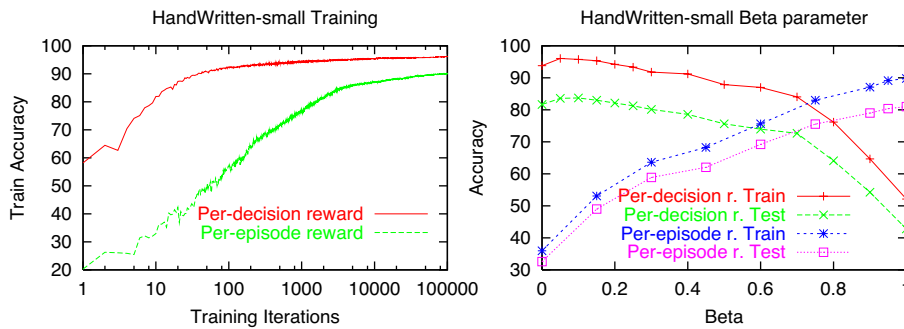 HandWritten-small Training
100
90
80
70
60
50
40
30
20
Train Accuracy
Per-decision reward
Per-episode reward
1 10 100 1000 10000 100000
Training Iterations
HandWritten-small Beta parameter
100
90
80
70
60
50
40
30
Accuracy
Per-decision r. Train
Per-decision r. Test
Per-episode r. Train
Per-episode r. Test
0 0.2 0.4 0.6 0.8 1
Beta